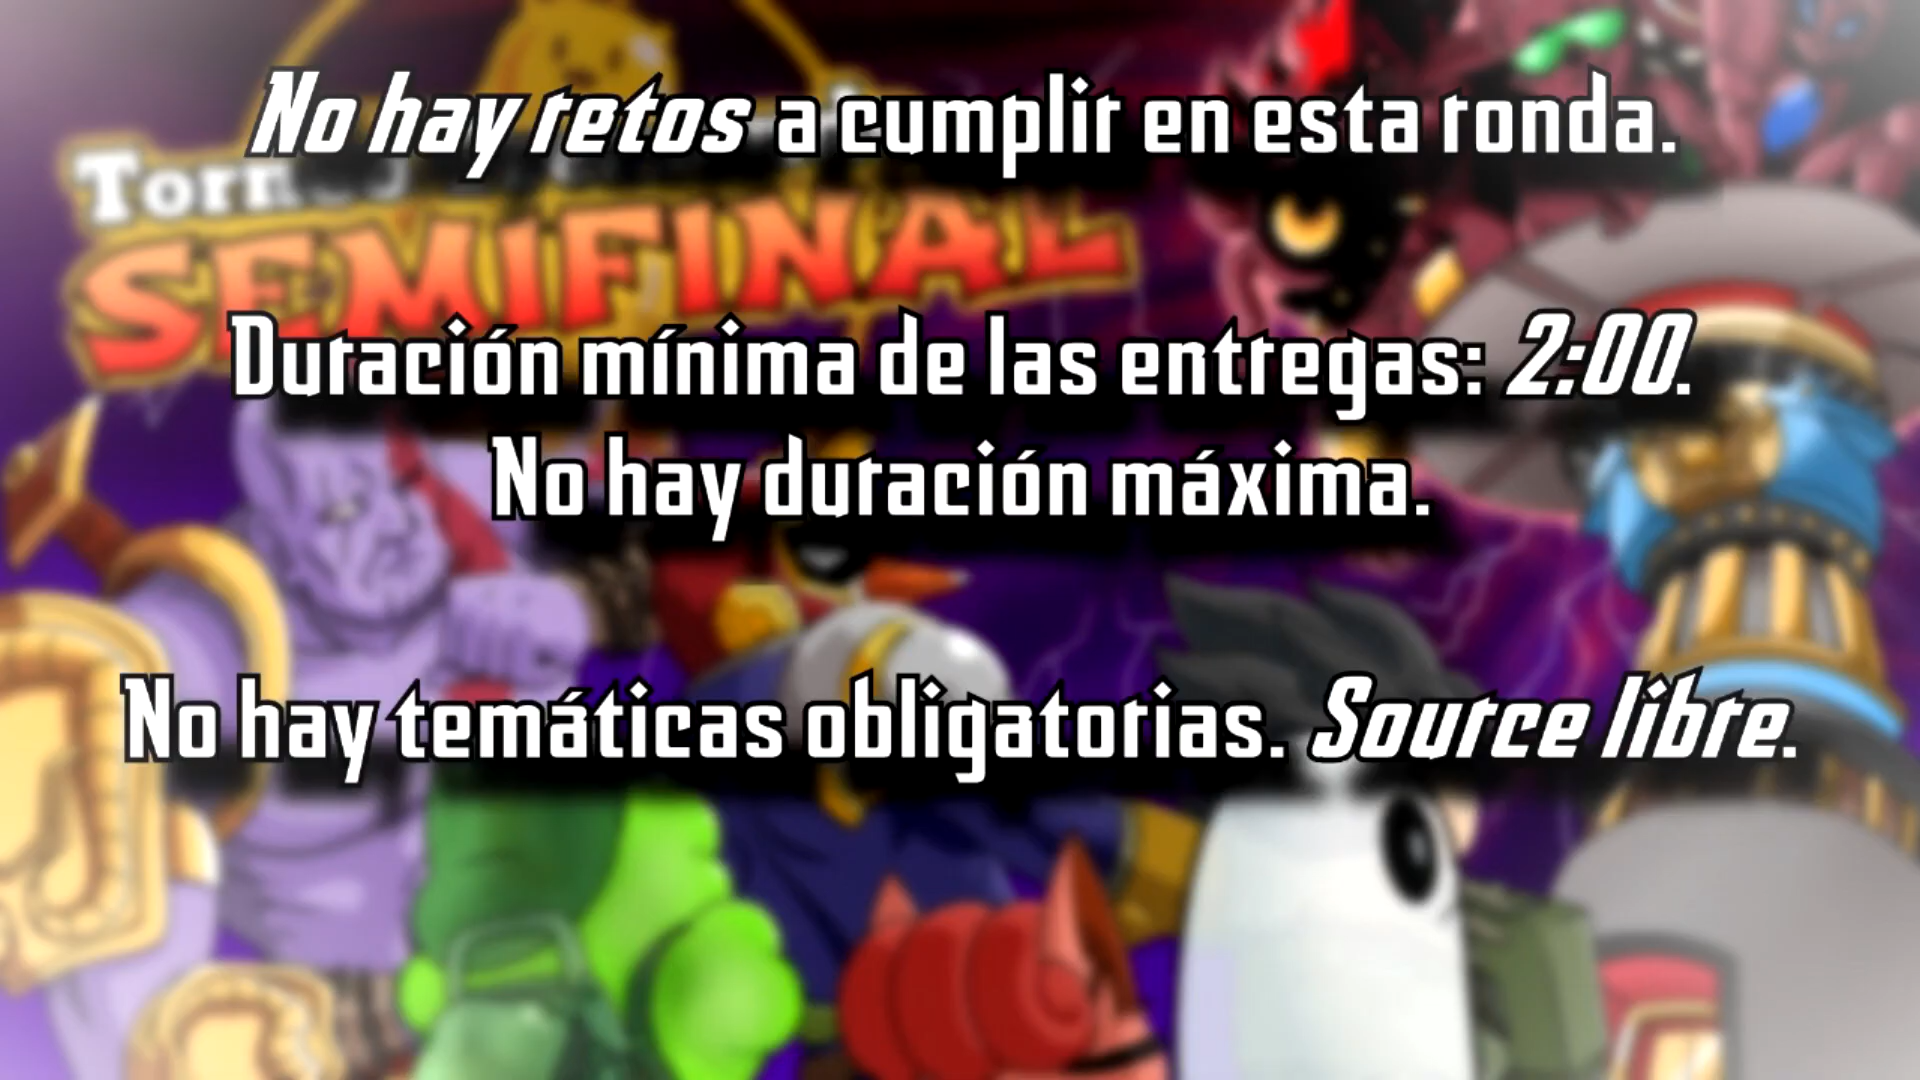 No hay retos a cumplir en esta ronda.
SEMIFINAL
Duración mínima de las entregas: 2:00.
No hay duración máxima.
No hay temáticas obligatorias. Source libre.